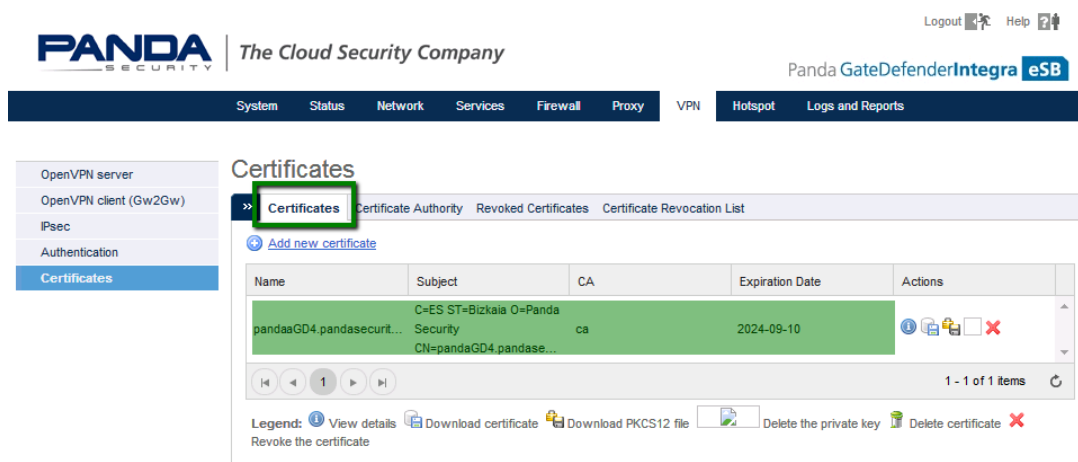 Logout Help
PANDA
SECURITY
The Cloud Security Company
Panda GateDefenderIntegra eSB
System Status Network Services Firewall Proxy VPN Hotspot Logs and Reports
OpenVPN server
OpenVPN client (Gw2Gw)
IPsec
Authentication
Certificates
Certificates
» Certificates Certificate Authority Revoked Certificates Certificate Revocation List
Add new certificate
Name Subject CA Expiration Date Actions
pandaaGD4.pandasecurit... C=ES ST=Bizkaia O=Panda Security CN=pandaGD4.pandase... ca 2024-09-10
1
1 - 1 of 1 items
Legend: View details Download certificate Download PKCS12 file Delete the private key Delete certificate
Revoke the certificate